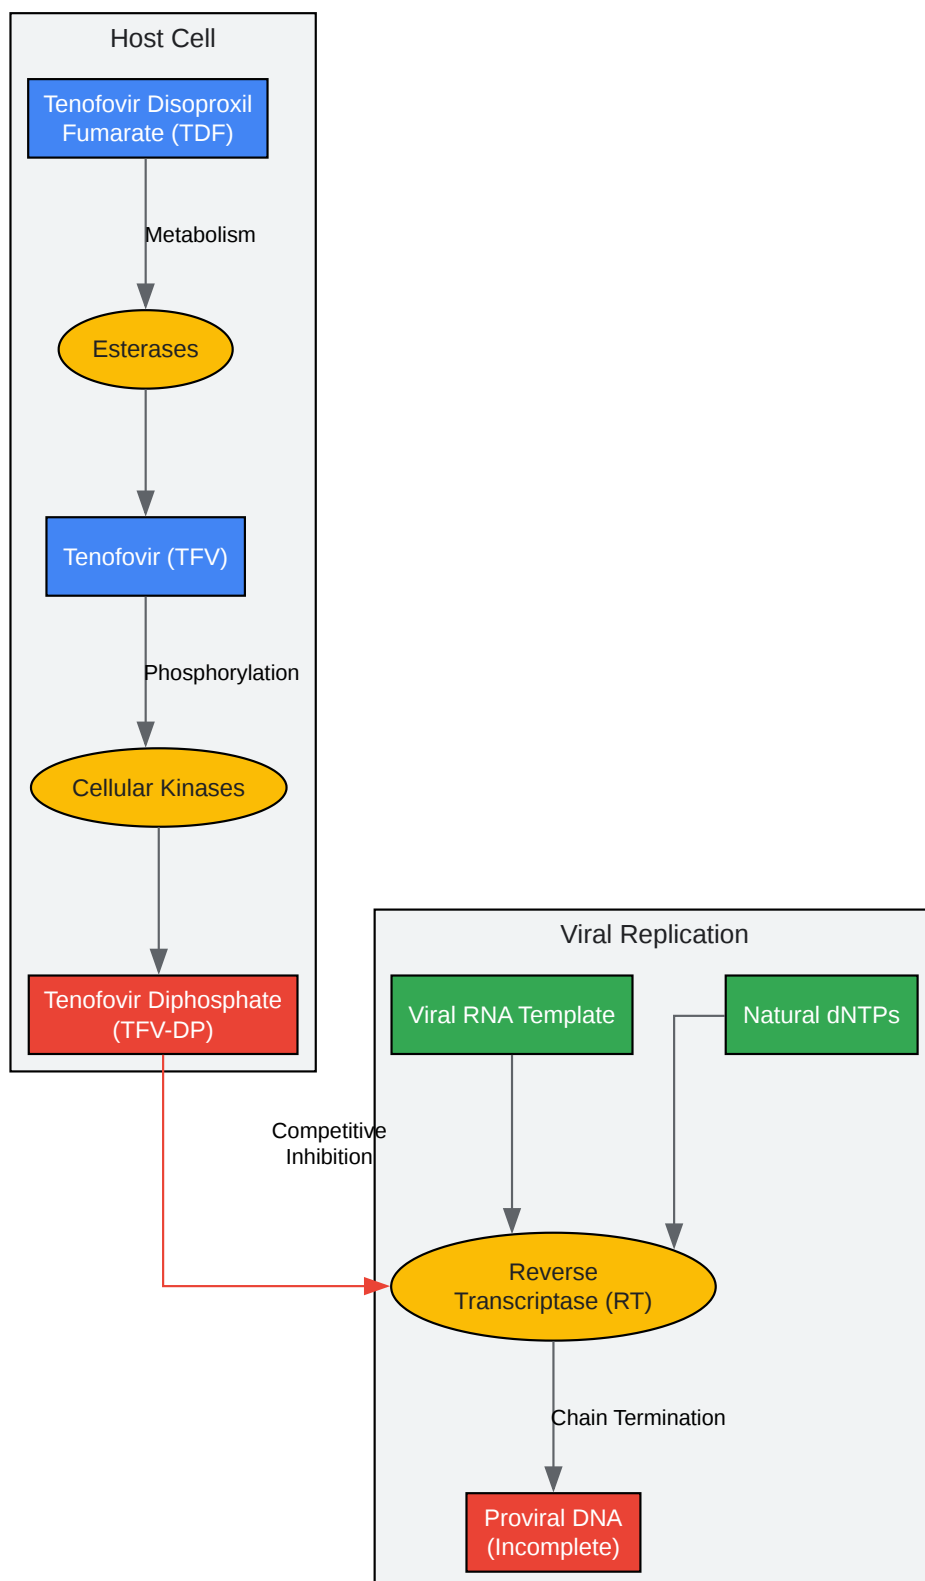 Host Cell
Tenofovir Disoproxil
Fumarate (TDF)
Metabolism
Esterases
Tenofovir (TFV)
Phosphorylation
Cellular Kinases
Tenofovir Diphosphate
(TFV-DP)
Viral Replication
Viral RNA Template
Natural dNTPs
Competitive
Inhibition
Reverse
Transcriptase (RT)
Chain Termination
Proviral DNA
(Incomplete)